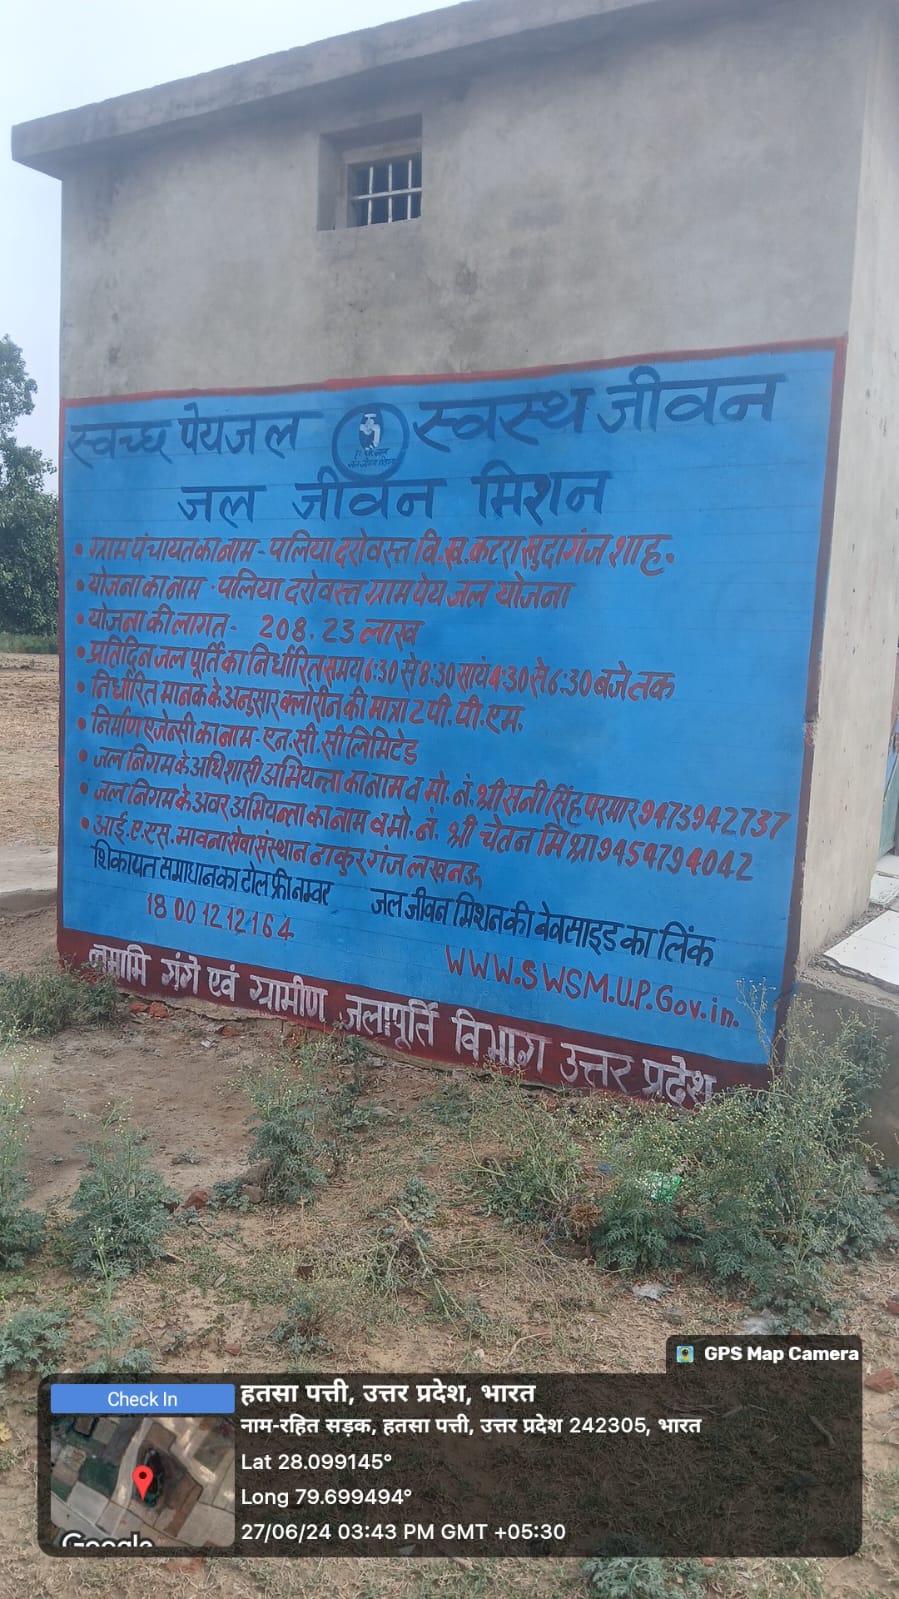 स्वच्छ पेयजल स्वस्थ जीवन
जल जीवन मिशन
• ग्राम पंचायत का नाम - पलिया दरोवस्त वि.ख. कटरा खुदागंज शाह.
• योजना का नाम - पलिया दरोवस्त ग्राम पेय जल योजना
• योजना की लागत - 208.23 लाख
• प्रतिदिन जल पूर्ति का निर्धारित समय 6:30 से 8:30 सायं 4:30 से 6:30 बजे तक
• निर्धारित मानक के अनुसार क्लोरीन की मात्रा 2 पी.पी.एम.
• निर्माण एजेन्सी का नाम - एन.सी.सी लिमिटेड
• जल निगम के अधिशासी अभियन्ता का नाम व मो. नं. श्री सनी सिंह परमार 9473942737
• जल निगम के अवर अभियन्ता का नाम व मो. नं. श्री चेतन मिश्रा 9454794042
• आई.ए.एस. भावना सेवा संस्थान ठाकुरगंज लखनऊ
शिकायत समाधान का टोल फ्री नम्बर
18 00 12 12 164
जल जीवन मिशन की बेवसाइड का लिंक
WWW.SWSM.U.P.Gov.in.
नमामि गंगे एवं ग्रामीण जलापूर्ति विभाग उत्तर प्रदेश
GPS Map Camera
Check In
हतसा पत्ती, उत्तर प्रदेश, भारत
नाम-रहित सड़क, हतसा पत्ती, उत्तर प्रदेश 242305, भारत
Lat 28.099145°
Long 79.699494°
27/06/24 03:43 PM GMT +05:30
Google